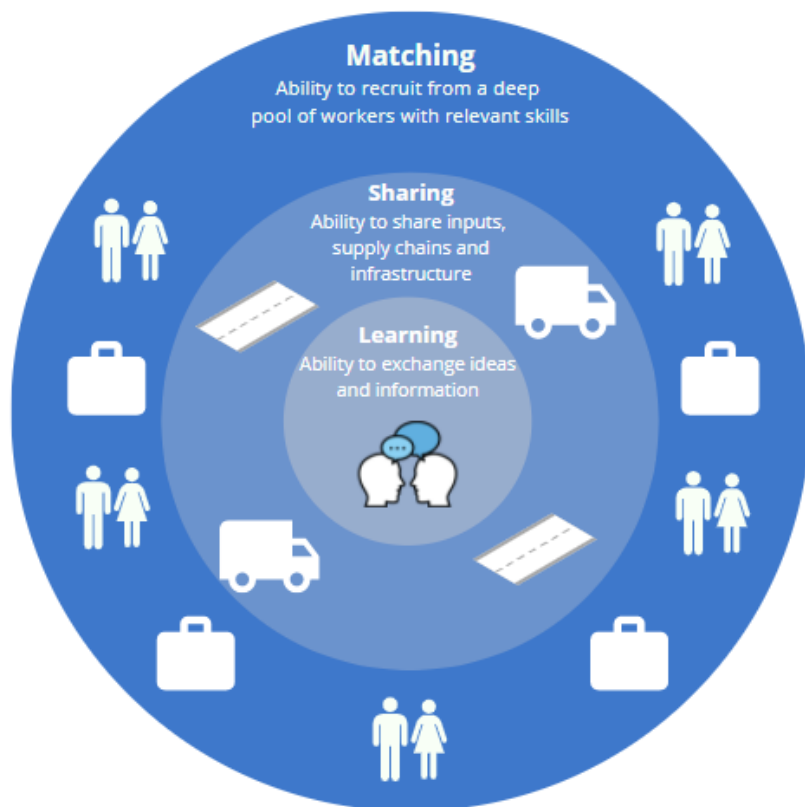 Matching
Ability to recruit from a deep
pool of workers with relevant skills
Sharing
Ability to share inputs,
supply chains and
infrastructure
Learning
Ability to exchange ideas
and information